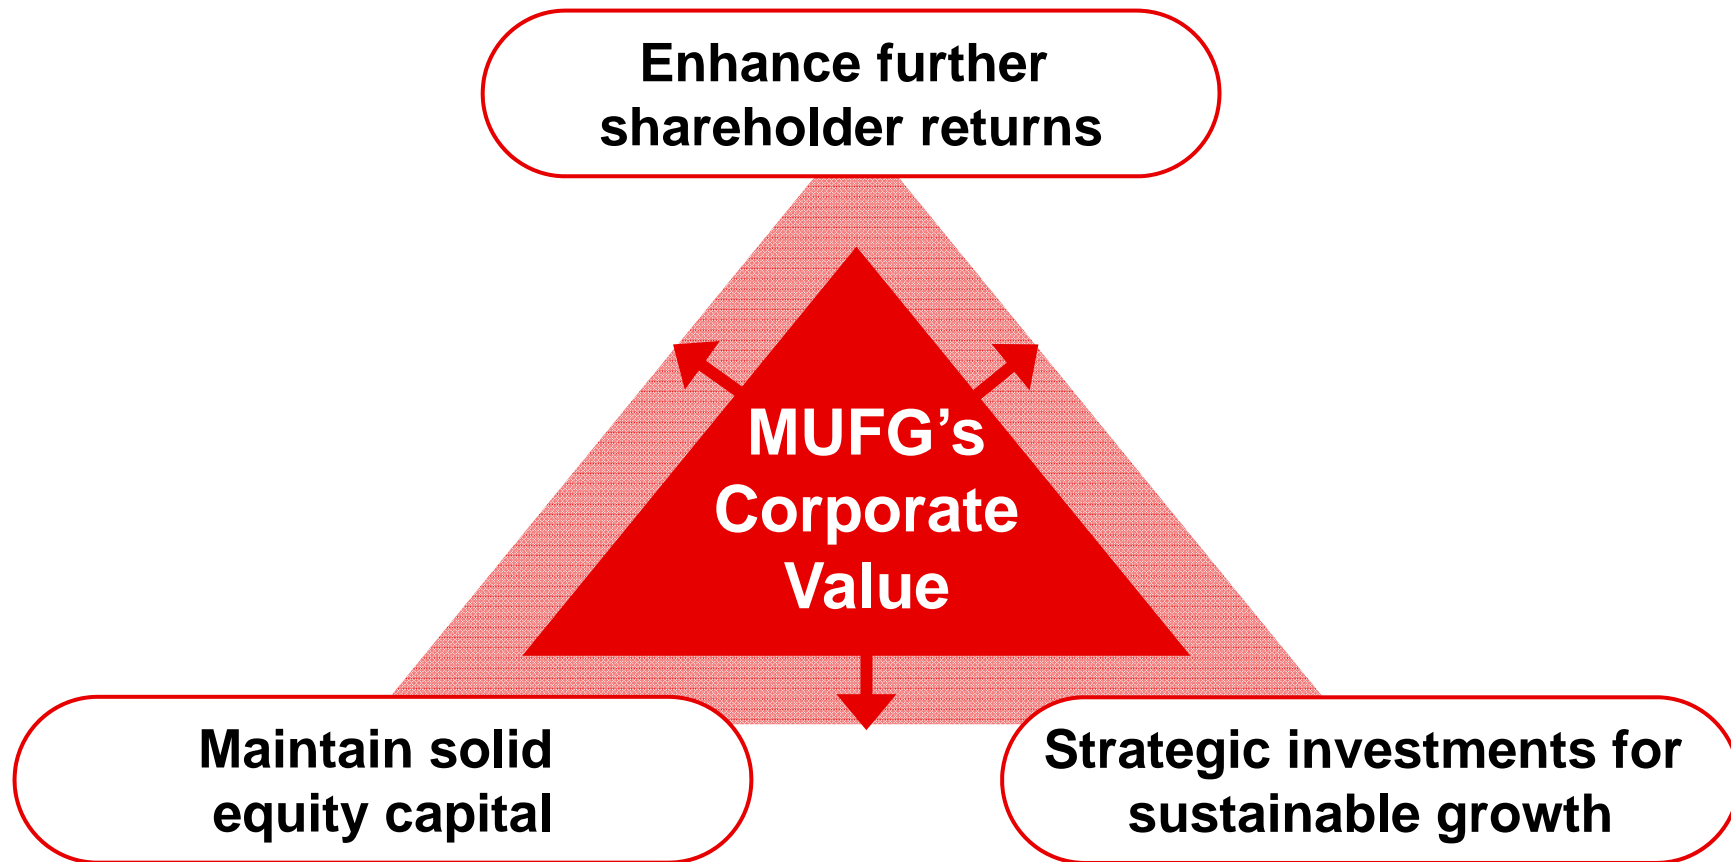 Enhance further
shareholder returns
MUFG’s
Corporate
Value
Maintain solid
equity capital
Strategic investments for
sustainable growth